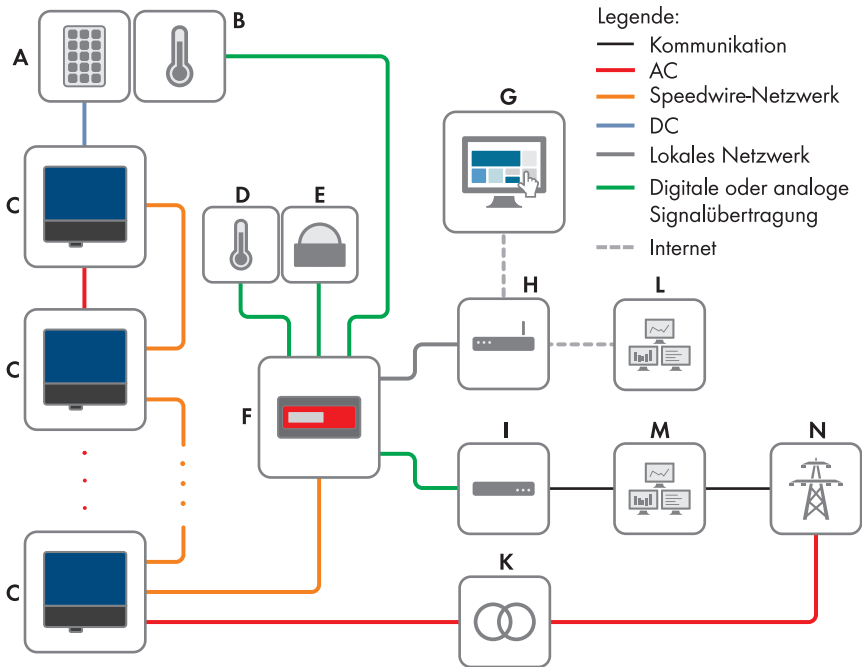 A
B
Legende:
Kommunikation
AC
Speedwire-Netzwerk
DC
Lokales Netzwerk
Digitale oder analoge
Signalübertragung
Internet
G
C
D
E
H
L
C
F
I
M
N
C
K